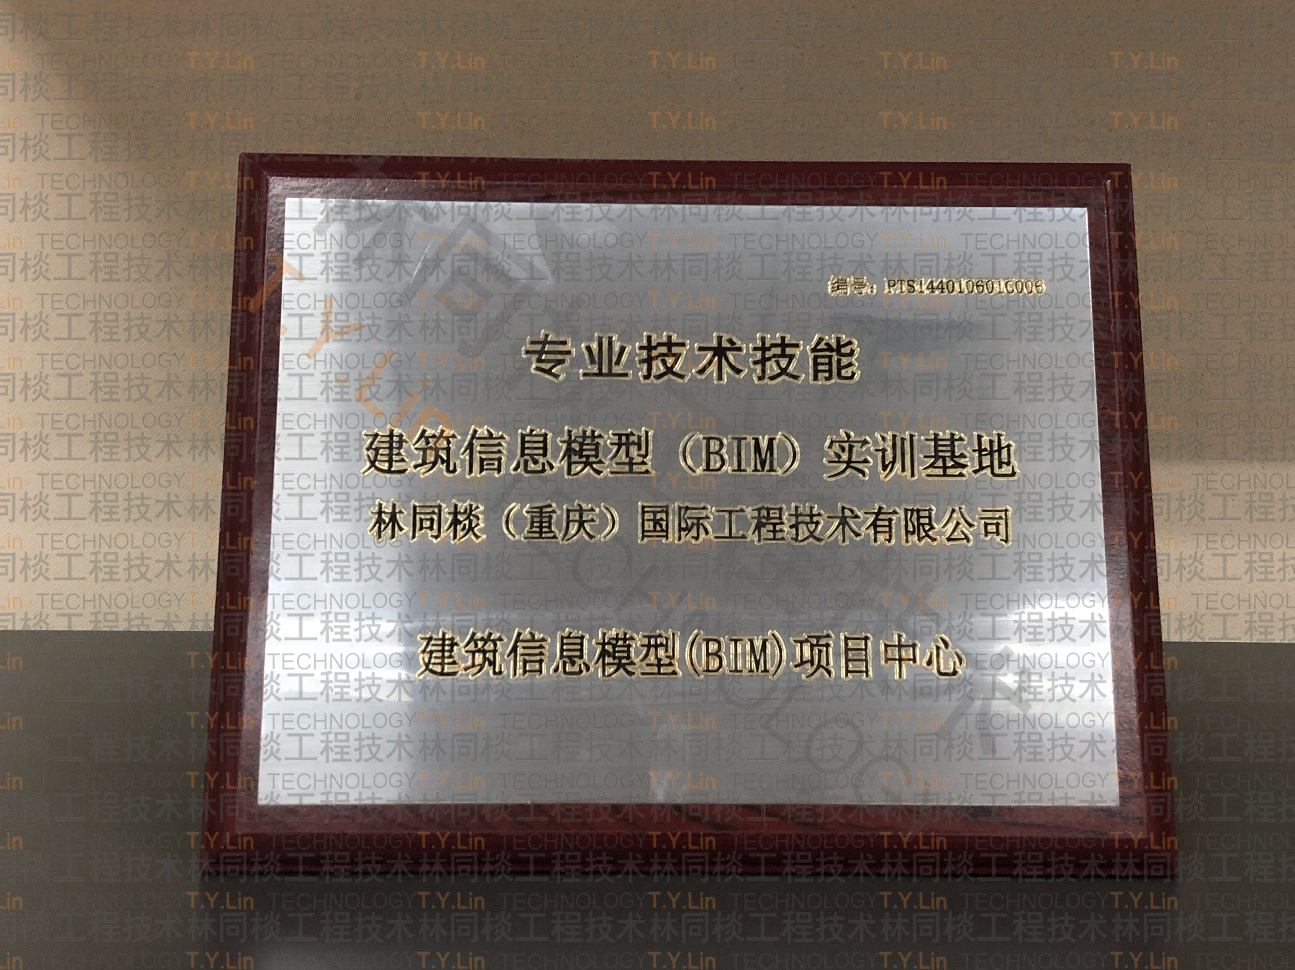 编号：PTS1440106016006
专业技术技能
建筑信息模型（BIM）实训基地
林同棪（重庆）国际工程技术有限公司
建筑信息模型(BIM)项目中心
林同棪工程技术
T.Y.Lin TECHNOLOGY